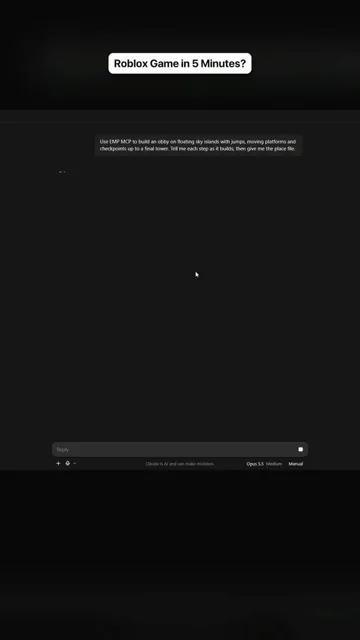 Roblox Game in 5 Minutes?
Use EMP MCP to build an obby on floating sky islands with jumps, moving platforms and
checkpoints up to a final tower. Tell me each step as it builds, then give me the place file.
Reply
Claude is AI and can make mistakes.
Opus 5.5 Medium Manual